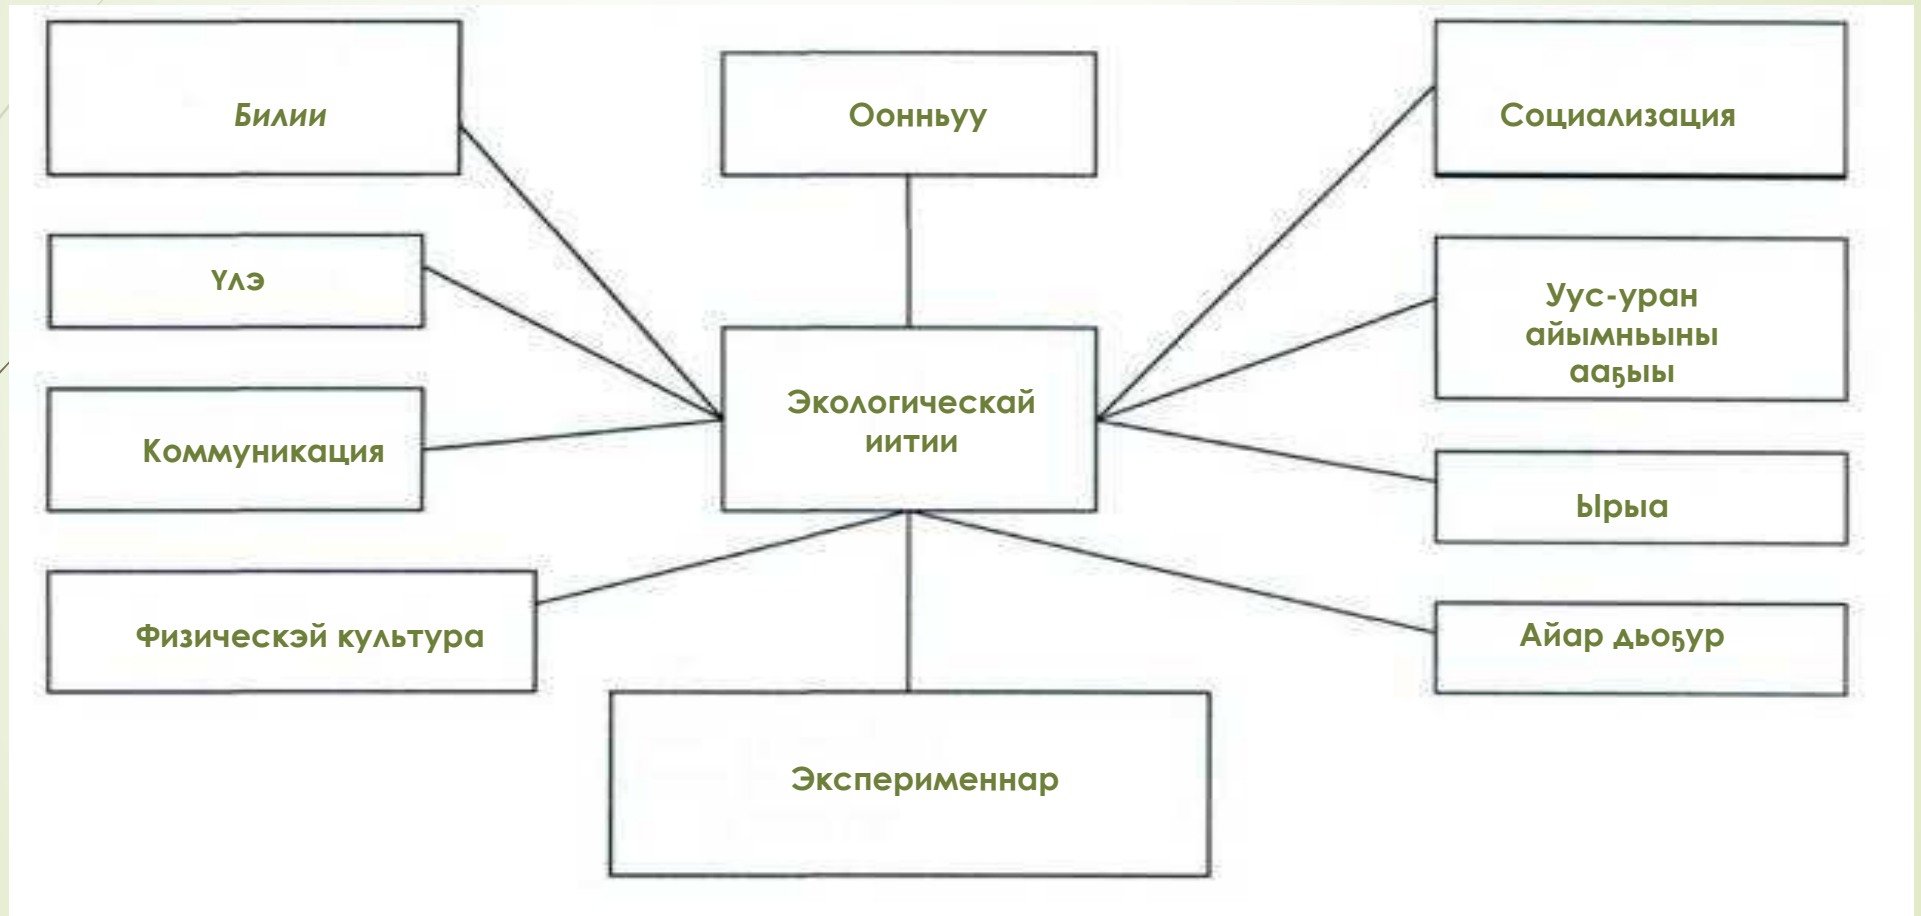 Билии
Оонньуу
Социализация
Үлэ
Уус-уран
айымньыны
ааҕыы
Экологическай
иитии
Коммуникация
Ырыа
Физическэй культура
Айар дьоҕур
Эксперименнар